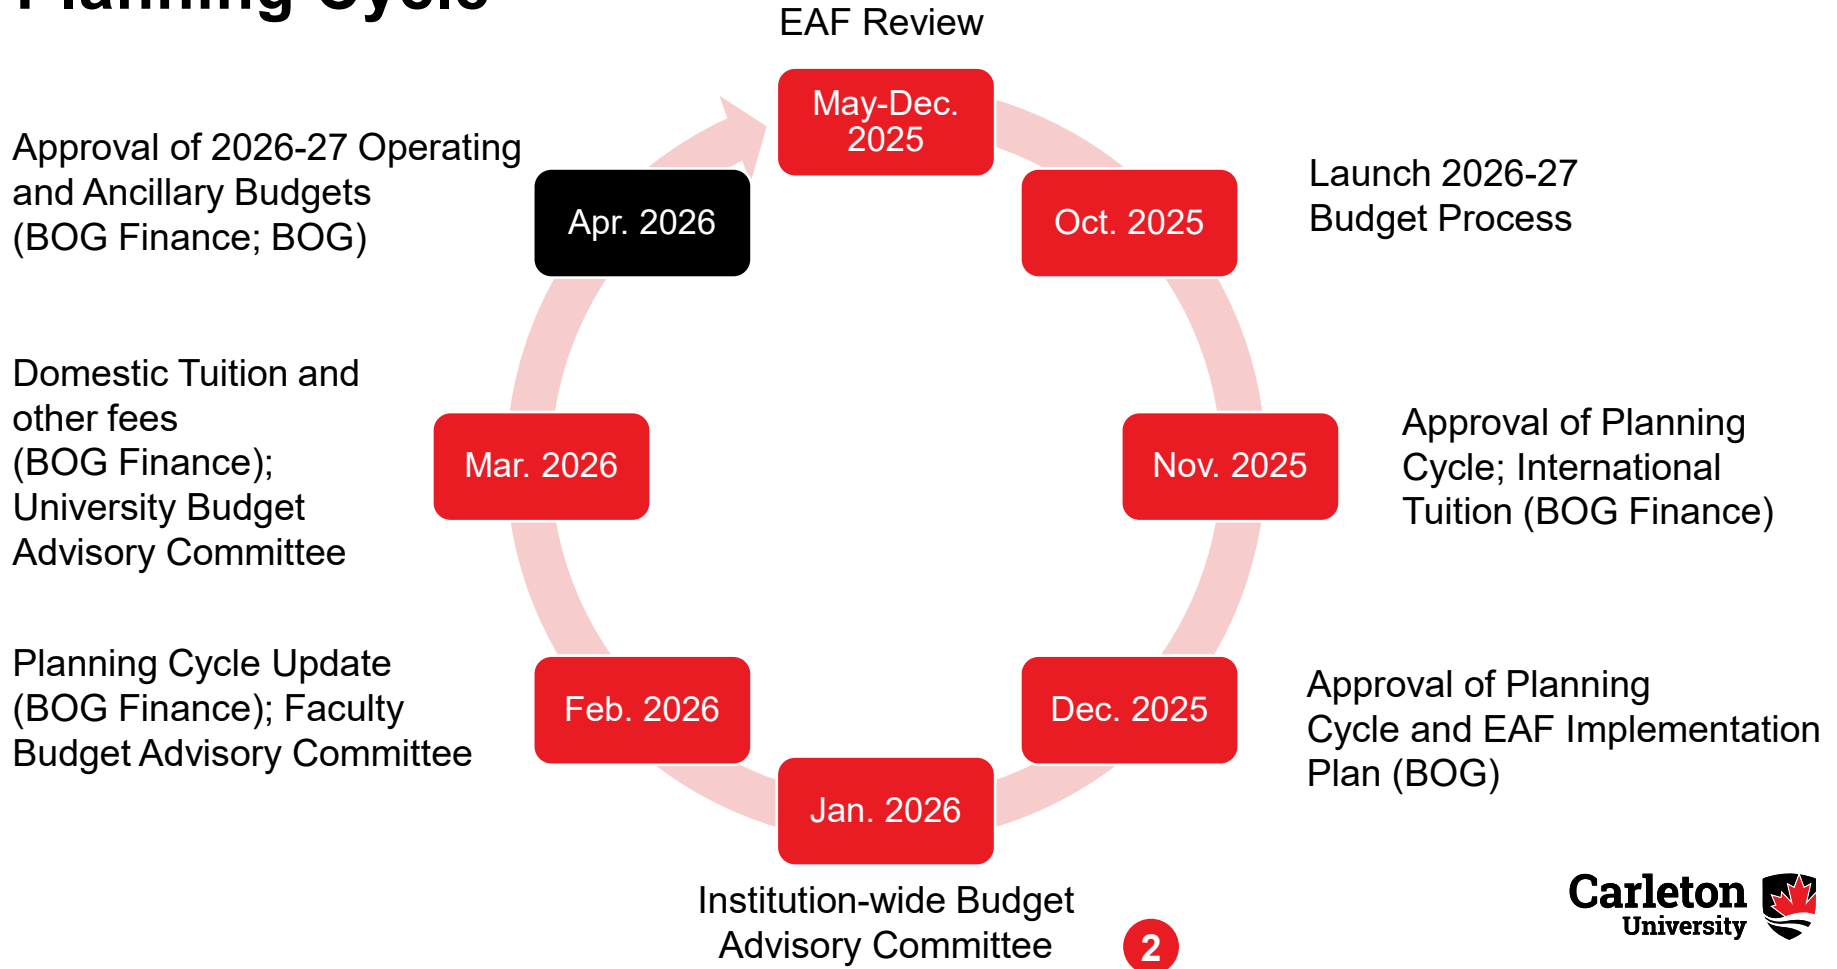 Planning Cycle
EAF Review
May-Dec.
2025
Oct. 2025
Launch 2026-27
Budget Process
Nov. 2025
Approval of Planning
Cycle; International
Tuition (BOG Finance)
Dec. 2025
Approval of Planning
Cycle and EAF Implementation
Plan (BOG)
Jan. 2026
Institution-wide Budget
Advisory Committee
Feb. 2026
Planning Cycle Update
(BOG Finance); Faculty
Budget Advisory Committee
Mar. 2026
Domestic Tuition and
other fees
(BOG Finance);
University Budget
Advisory Committee
Apr. 2026
Approval of 2026-27 Operating
and Ancillary Budgets
(BOG Finance; BOG)
2
Carleton
University